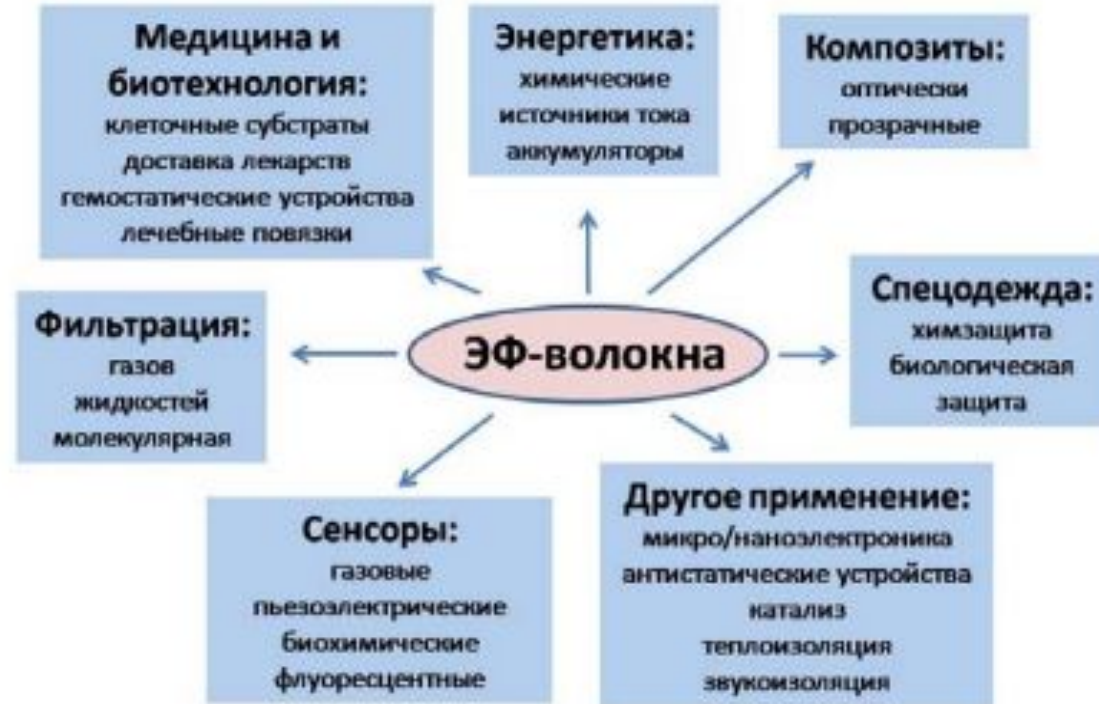 Медицина и
биотехнология:
клеточные субстраты
доставка лекарств
гемостатические устройства
лечебные повязки
Энергетика:
химические
источники тока
аккумуляторы
Композиты:
оптически
прозрачные
Фильтрация:
газов
жидкостей
молекулярная
ЭФ-волокна
Спецодежда:
химзащита
биологическая
защита
Сенсоры:
газовые
пьезоэлектрические
биохимические
флуоресцентные
Другое применение:
микро/наноэлектроника
антистатические устройства
катализ
теплоизоляция
звукоизоляция